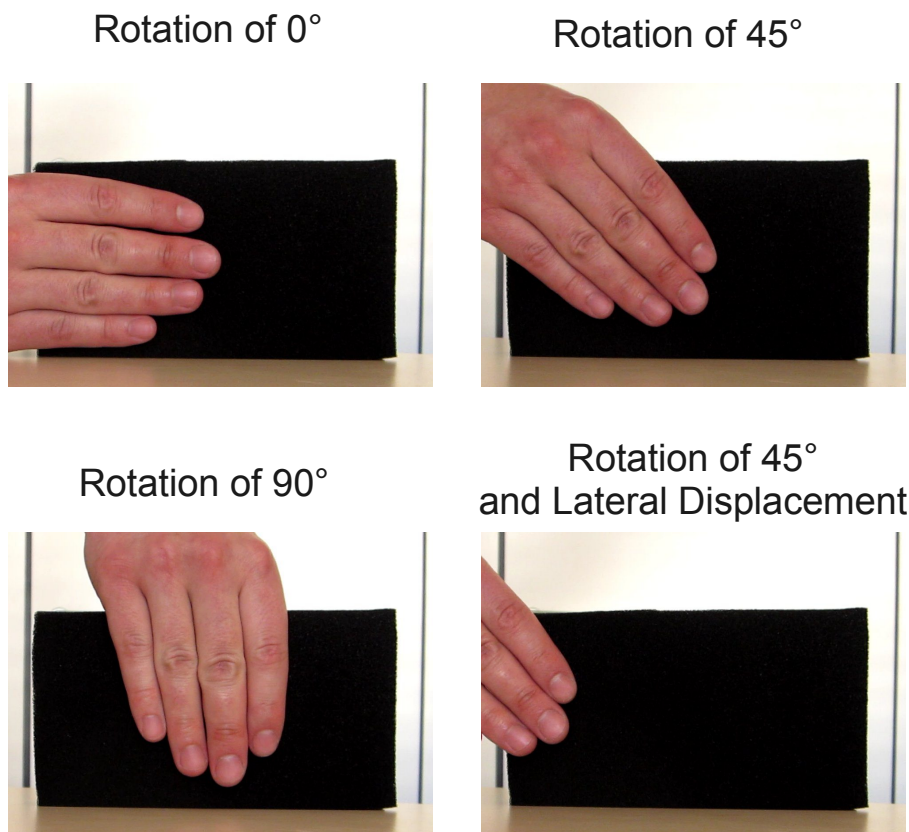 Rotation of 0°
Rotation of 45°
Rotation of 90°
Rotation of 45°
and Lateral Displacement